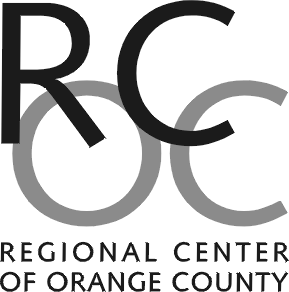 RC
OC
REGIONAL CENTER
OF ORANGE COUNTY